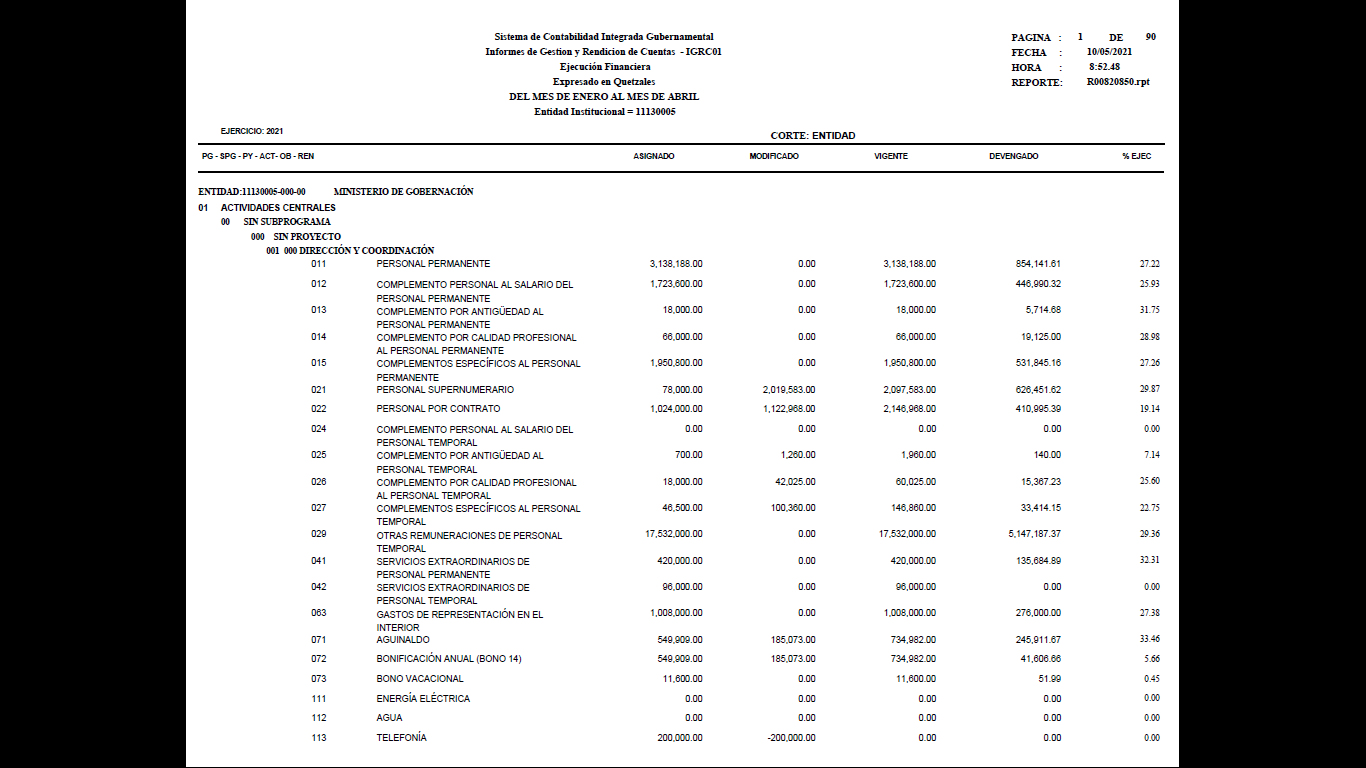 Sistema de Contabilidad Integrada Gubernamental
Informes de Gestion y Rendicion de Cuentas - IGRC01
Ejecución Financiera
Expresado en Quetzales
DEL MES DE ENERO AL MES DE ABRIL
Entidad Institucional = 11130005
PAGINA : 1 DE 90
FECHA : 10/05/2021
HORA : 8:52.48
REPORTE: R00820850.rpt
EJERCICIO: 2021
CORTE: ENTIDAD
PG - SPG - PY - ACT- OB - REN ASIGNADO MODIFICADO VIGENTE DEVENGADO % EJEC
ENTIDAD:11130005-000-00 MINISTERIO DE GOBERNACIÓN
01 ACTIVIDADES CENTRALES
00 SIN SUBPROGRAMA
000 SIN PROYECTO
001 000 DIRECCIÓN Y COORDINACIÓN
011 PERSONAL PERMANENTE 3,138,188.00 0.00 3,138,188.00 854,141.61 27.22
012 COMPLEMENTO PERSONAL AL SALARIO DEL 1,723,600.00 0.00 1,723,600.00 446,990.32 25.93
PERSONAL PERMANENTE
013 COMPLEMENTO POR ANTIGÜEDAD AL 18,000.00 0.00 18,000.00 5,714.68 31.75
PERSONAL PERMANENTE
014 COMPLEMENTO POR CALIDAD PROFESIONAL 66,000.00 0.00 66,000.00 19,125.00 28.98
AL PERSONAL PERMANENTE
015 COMPLEMENTOS ESPECÍFICOS AL PERSONAL 1,950,800.00 0.00 1,950,800.00 531,845.16 27.26
PERMANENTE
021 PERSONAL SUPERNUMERARIO 78,000.00 2,019,583.00 2,097,583.00 626,451.62 29.87
022 PERSONAL POR CONTRATO 1,024,000.00 1,122,968.00 2,146,968.00 410,995.39 19.14
024 COMPLEMENTO PERSONAL AL SALARIO DEL 0.00 0.00 0.00 0.00 0.00
PERSONAL TEMPORAL
025 COMPLEMENTO POR ANTIGÜEDAD AL 700.00 1,260.00 1,960.00 140.00 7.14
PERSONAL TEMPORAL
026 COMPLEMENTO POR CALIDAD PROFESIONAL 18,000.00 42,025.00 60,025.00 15,367.23 25.60
AL PERSONAL TEMPORAL
027 COMPLEMENTOS ESPECÍFICOS AL PERSONAL 46,500.00 100,360.00 146,860.00 33,414.15 22.75
TEMPORAL
029 OTRAS REMUNERACIONES DE PERSONAL 17,532,000.00 0.00 17,532,000.00 5,147,187.37 29.36
TEMPORAL
041 SERVICIOS EXTRAORDINARIOS DE 420,000.00 0.00 420,000.00 135,684.89 32.31
PERSONAL PERMANENTE
042 SERVICIOS EXTRAORDINARIOS DE 96,000.00 0.00 96,000.00 0.00 0.00
PERSONAL TEMPORAL
063 GASTOS DE REPRESENTACIÓN EN EL 1,008,000.00 0.00 1,008,000.00 276,000.00 27.38
INTERIOR
071 AGUINALDO 549,909.00 185,073.00 734,982.00 245,911.67 33.46
072 BONIFICACIÓN ANUAL (BONO 14) 549,909.00 185,073.00 734,982.00 41,606.66 5.66
073 BONO VACACIONAL 11,600.00 0.00 11,600.00 51.99 0.45
111 ENERGÍA ELÉCTRICA 0.00 0.00 0.00 0.00 0.00
112 AGUA 0.00 0.00 0.00 0.00 0.00
113 TELEFONÍA 200,000.00 -200,000.00 0.00 0.00 0.00